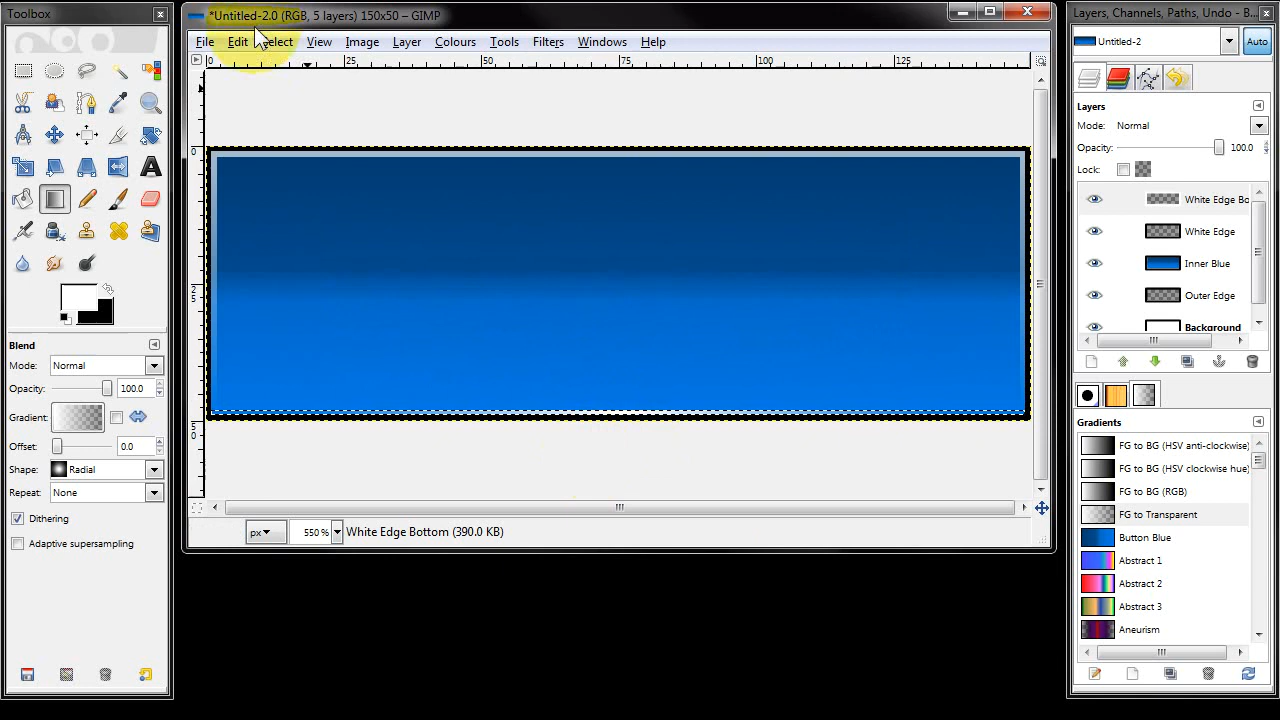 Toolbox
*Untitled-2.0 (RGB, 5 layers) 150x50 – GIMP
Layers, Channels, Paths, Undo - B...
File Edit Select View Image Layer Colours Tools Filters Windows Help
Untitled-2
Auto
0 25 50 75 100 125
Layers
Mode: Normal
Opacity: 100.0
Lock:
White Edge Bo
White Edge
Inner Blue
Outer Edge
Background
0
25
50
Blend
Mode: Normal
Opacity: 100.0
Gradient:
Offset: 0.0
Shape: Radial
Repeat: None
Dithering
Adaptive supersampling
Gradients
FG to BG (HSV anti-clockwise)
FG to BG (HSV clockwise hue)
FG to BG (RGB)
FG to Transparent
Button Blue
Abstract 1
Abstract 2
Abstract 3
Aneurism
px 550 % White Edge Bottom (390.0 KB)